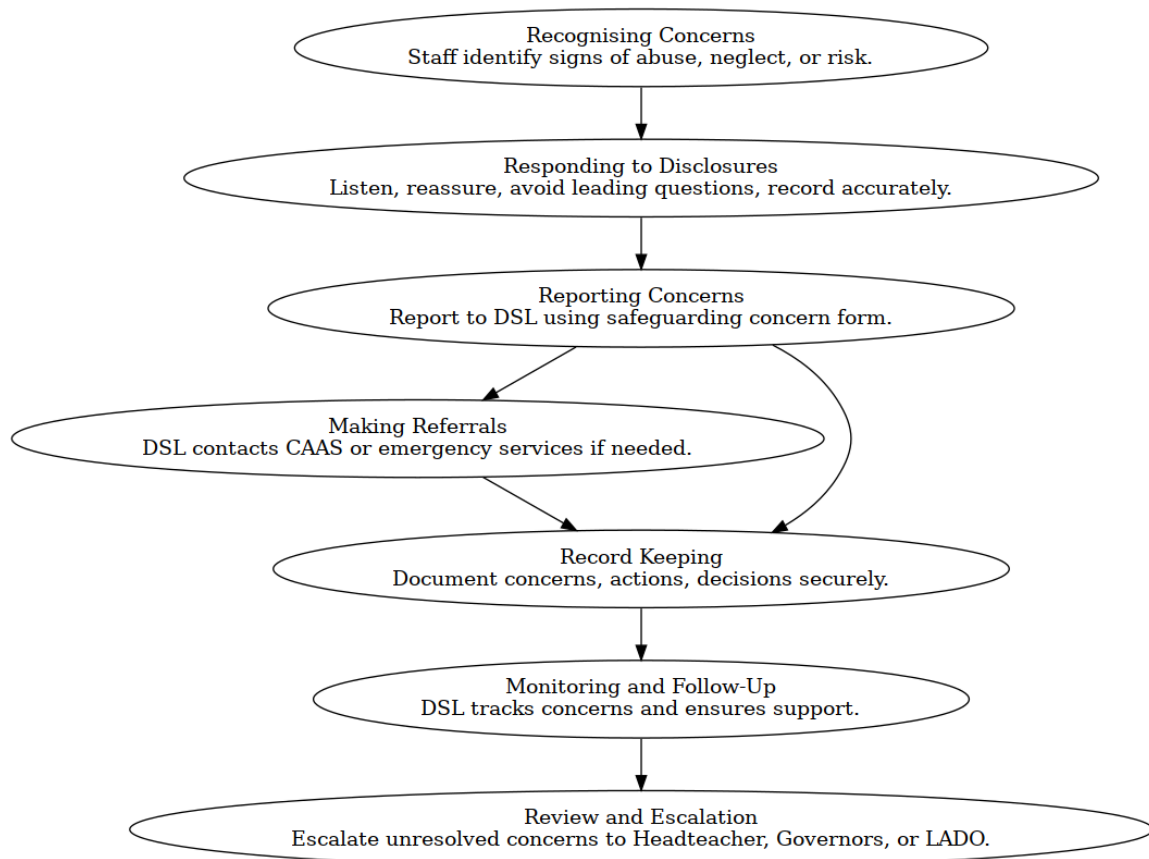 Recognising Concerns
Staff identify signs of abuse, neglect, or risk.
Responding to Disclosures
Listen, reassure, avoid leading questions, record accurately.
Reporting Concerns
Report to DSL using safeguarding concern form.
Making Referrals
DSL contacts CAAS or emergency services if needed.
Record Keeping
Document concerns, actions, decisions securely.
Monitoring and Follow-Up
DSL tracks concerns and ensures support.
Review and Escalation
Escalate unresolved concerns to Headteacher, Governors, or LADO.